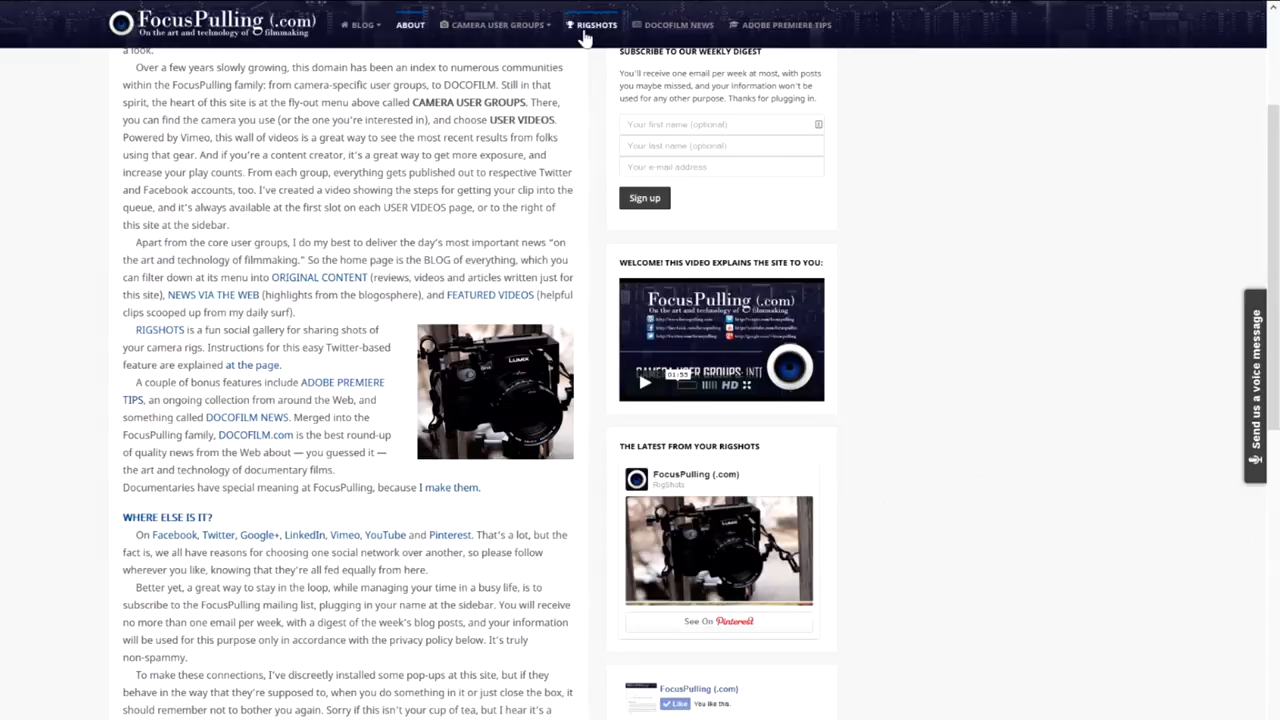 FocusPulling (.com)
On the art and technology of filmmaking
BLOG
ABOUT
CAMERA USER GROUPS
RIGSHOTS
DOCOFILM NEWS
ADOBE PREMIERE TIPS
a look.
Over a few years slowly growing, this domain has been an index to numerous communities
within the FocusPulling family: from camera-specific user groups, to DOCOFILM. Still in that
spirit, the heart of this site is at the fly-out menu above called CAMERA USER GROUPS. There,
you can find the camera you use (or the one you're interested in), and choose USER VIDEOS.
Powered by Vimeo, this wall of videos is a great way to see the most recent results from folks
using that gear. And if you're a content creator, it's a great way to get more exposure, and
increase your play counts. From each group, everything gets published out to respective Twitter
and Facebook accounts, too. I've created a video showing the steps for getting your clip into the
queue, and it's always available at the first slot on each USER VIDEOS page, or to the right of
this site at the sidebar.
Apart from the core user groups, I do my best to deliver the day's most important news "on
the art and technology of filmmaking." So the home page is the BLOG of everything, which you
can filter down at its menu into ORIGINAL CONTENT (reviews, videos and articles written just for
this site), NEWS VIA THE WEB (highlights from the blogosphere), and FEATURED VIDEOS (helpful
clips scooped up from my daily surf).
RIGSHOTS is a fun social gallery for sharing shots of
your camera rigs. Instructions for this easy Twitter-based
feature are explained at the page.
A couple of bonus features include ADOBE PREMIERE
TIPS, an ongoing collection from around the Web, and
something called DOCOFILM NEWS. Merged into the
FocusPulling family, DOCOFILM.com is the best round-up
of quality news from the Web about — you guessed it —
the art and technology of documentary films.
Documentaries have special meaning at FocusPulling, because I make them.
LUMIX
WHERE ELSE IS IT?
On Facebook, Twitter, Google+, LinkedIn, Vimeo, YouTube and Pinterest. That's a lot, but the
fact is, we all have reasons for choosing one social network over another, so please follow
wherever you like, knowing that they're all fed equally from here.
Better yet, a great way to stay in the loop, while managing your time in a busy life, is to
subscribe to the FocusPulling mailing list, plugging in your name at the sidebar. You will receive
no more than one email per week, with a digest of the week's blog posts, and your information
will be used for this purpose only in accordance with the privacy policy below. It's truly
non-spammy.
To make these connections, I've discreetly installed some pop-ups at this site, but if they
behave in the way that they're supposed to, when you do something in it or just close the box, it
should remember not to bother you again. Sorry if this isn't your cup of tea, but I hear it's a
SUBSCRIBE TO OUR WEEKLY DIGEST
You'll receive one email per week at most, with posts
you maybe missed, and your information won't be
used for any other purpose. Thanks for plugging in.
Your first name (optional)
Your last name (optional)
Your e-mail address
Sign up
WELCOME! THIS VIDEO EXPLAINS THE SITE TO YOU:
FocusPulling (.com)
On the art and technology of filmmaking
CAMERA USER GROUPS: INT
01:53
HD
THE LATEST FROM YOUR RIGSHOTS
FocusPulling (.com)
RigShots
See On Pinterest
FocusPulling (.com)
Like
You like this.
Send us a voice message